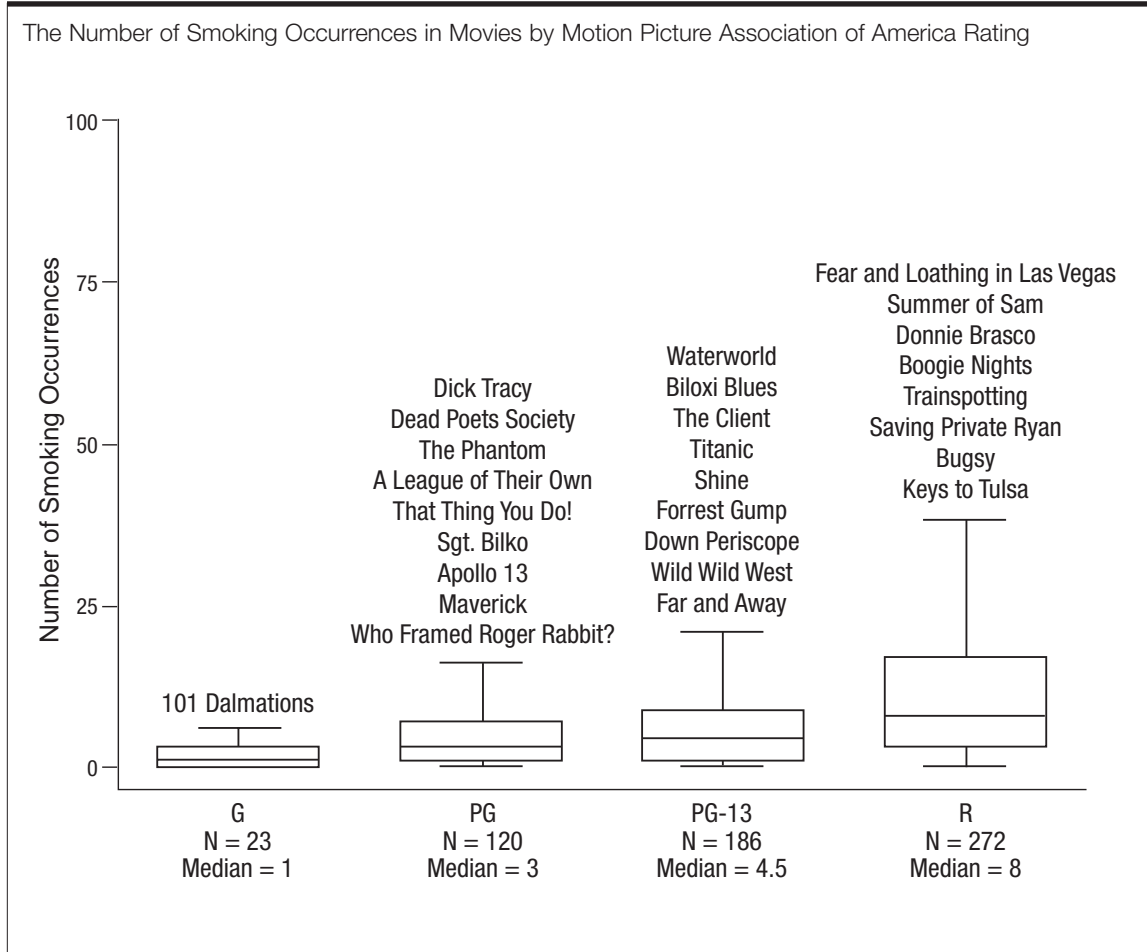 The Number of Smoking Occurrences in Movies by Motion Picture Association of America Rating
Number of Smoking Occurrences
100
75
50
25
0
101 Dalmations
Dick Tracy
Dead Poets Society
The Phantom
A League of Their Own
That Thing You Do!
Sgt. Bilko
Apollo 13
Maverick
Who Framed Roger Rabbit?
Waterworld
Biloxi Blues
The Client
Titanic
Shine
Forrest Gump
Down Periscope
Wild Wild West
Far and Away
Fear and Loathing in Las Vegas
Summer of Sam
Donnie Brasco
Boogie Nights
Trainspotting
Saving Private Ryan
Bugsy
Keys to Tulsa
G
N = 23
Median = 1
PG
N = 120
Median = 3
PG-13
N = 186
Median = 4.5
R
N = 272
Median = 8